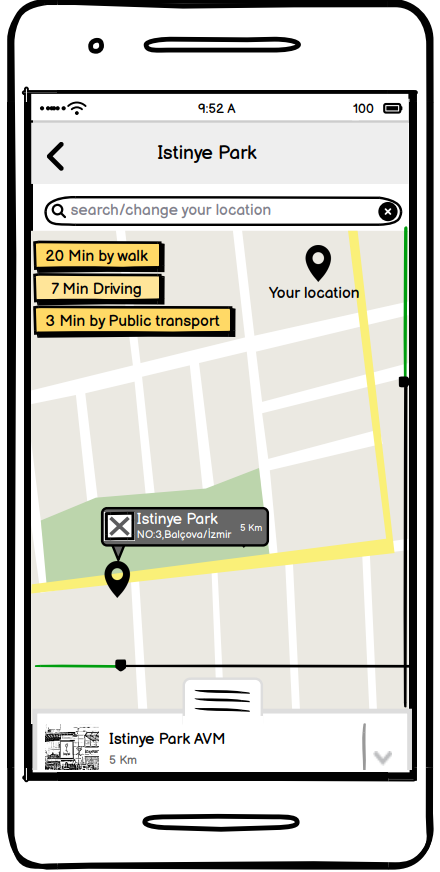 9:52 A
100
Istinye Park
search/change your location
20 Min by walk
7 Min Driving
3 Min by Public transport
Your location
Istinye Park
NO:3,Balçova/İzmir
5 Km
Istinye Park AVM
5 Km